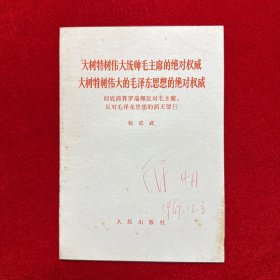 大树特树伟大统帅毛主席的绝对权威
大树特树伟大的毛泽东思想的绝对权威
彻底清算罗瑞卿反对毛主席、
反对毛泽东思想的滔天罪行
杨成武
1967.12.3
人民出版社